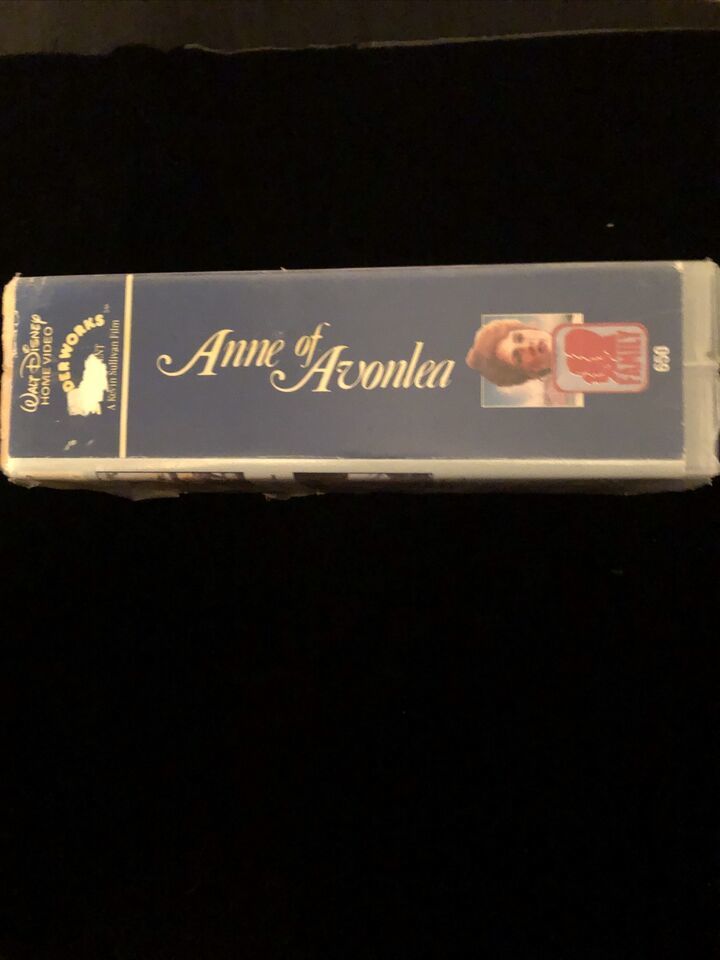 WALT DISNEY
HOME VIDEO
DERWORKS
A Kevin Sullivan Film
Anne of
Avonlea
FAMILY
650